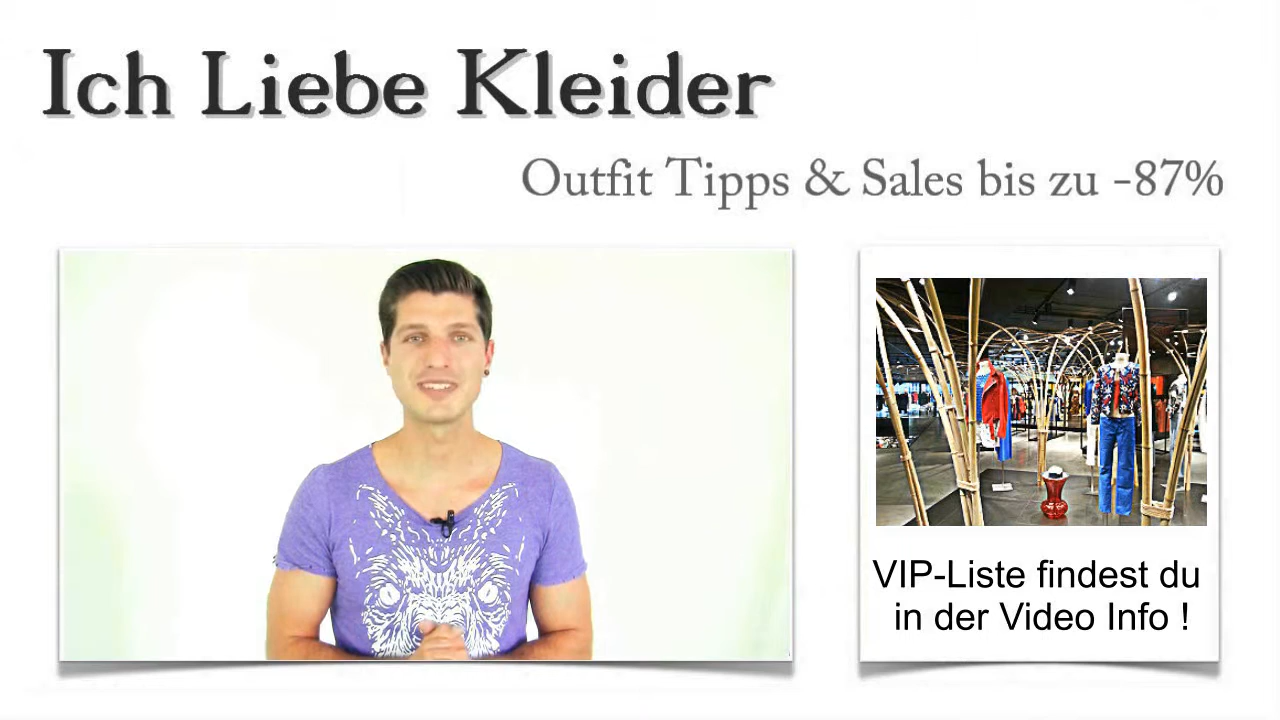 Ich Liebe Kleider
Outfit Tipps & Sales bis zu -87%
VIP-Liste findest du
in der Video Info !